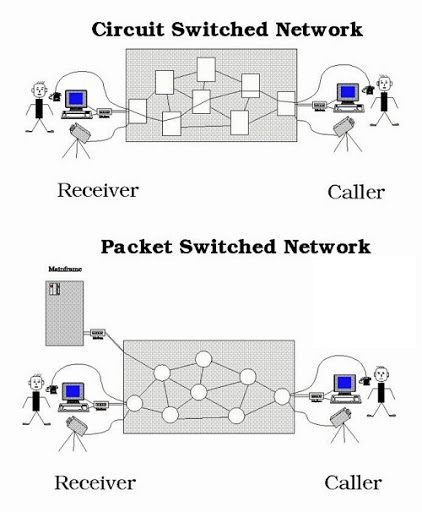 Circuit Switched Network
Receiver
Caller
Packet Switched Network
Mainframe
Receiver
Caller